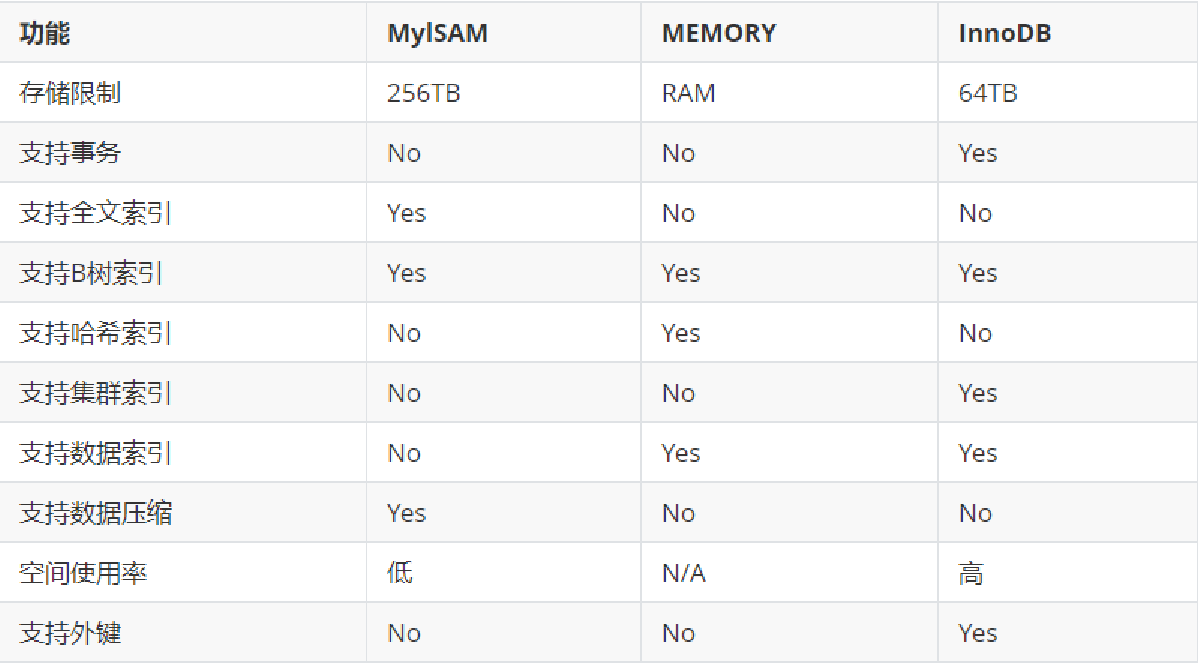 功能 MylSAM MEMORY InnoDB
存储限制 256TB RAM 64TB
支持事务 No No Yes
支持全文索引 Yes No No
支持B树索引 Yes Yes Yes
支持哈希索引 No Yes No
支持集群索引 No No Yes
支持数据索引 No Yes Yes
支持数据压缩 Yes No No
空间使用率 低 N/A 高
支持外键 No No Yes